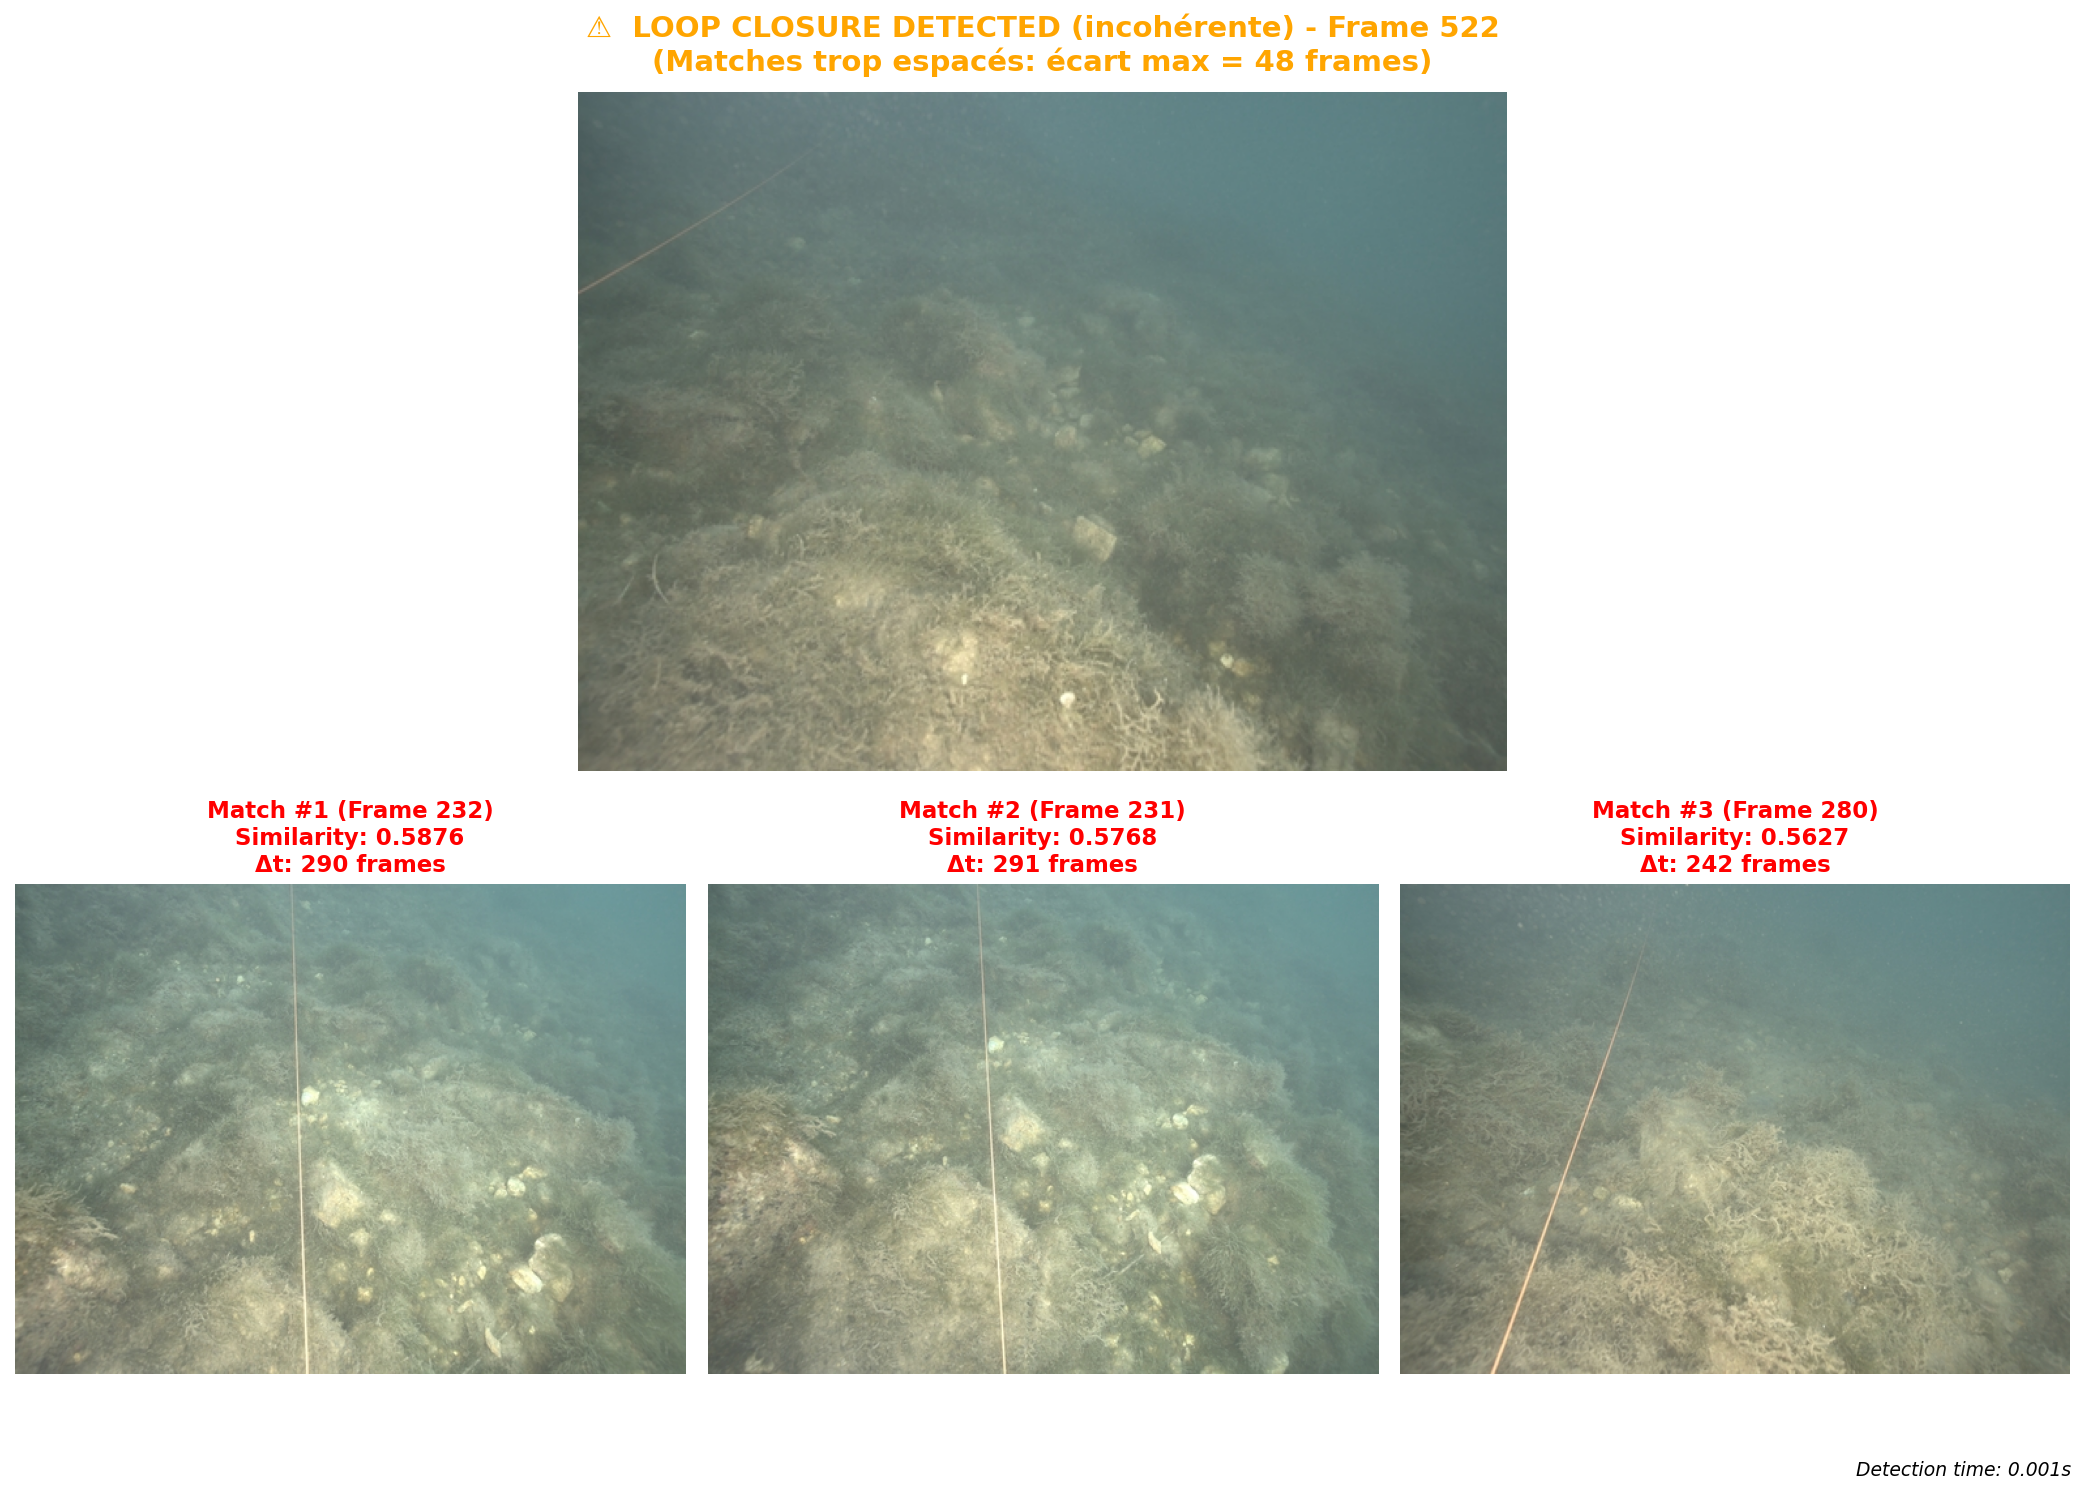 ⚠ LOOP CLOSURE DETECTED (incohérente) - Frame 522
(Matches trop espacés: écart max = 48 frames)
Match #1 (Frame 232)
Similarity: 0.5876
Δt: 290 frames
Match #2 (Frame 231)
Similarity: 0.5768
Δt: 291 frames
Match #3 (Frame 280)
Similarity: 0.5627
Δt: 242 frames
Detection time: 0.001s